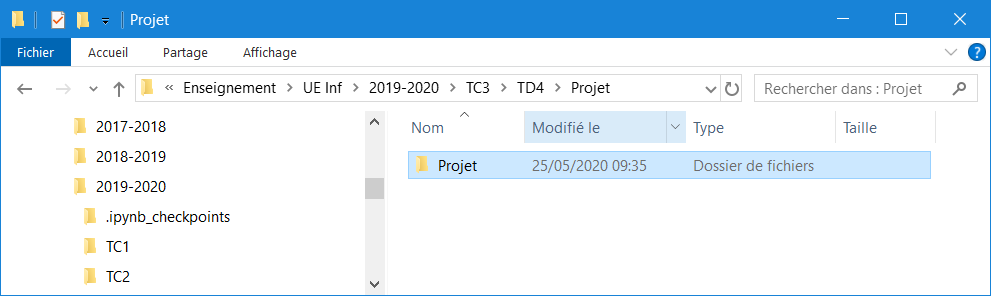 Projet
Fichier Accueil Partage Affichage
« Enseignement > UE Inf > 2019-2020 > TC3 > TD4 > Projet Rechercher dans : Projet
2017-2018
2018-2019
2019-2020
.ipynb_checkpoints
TC1
TC2
Nom Modifié le Type Taille
Projet 25/05/2020 09:35 Dossier de fichiers